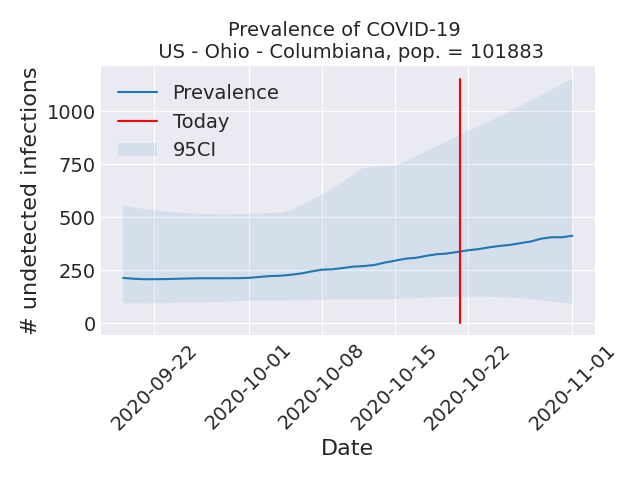 Prevalence of COVID-19
US - Ohio - Columbiana, pop. = 101883
# undetected infections
1000
750
500
250
0
Prevalence
Today
95CI
2020-09-22
2020-10-01
2020-10-08
2020-10-15
2020-10-22
2020-11-01
Date